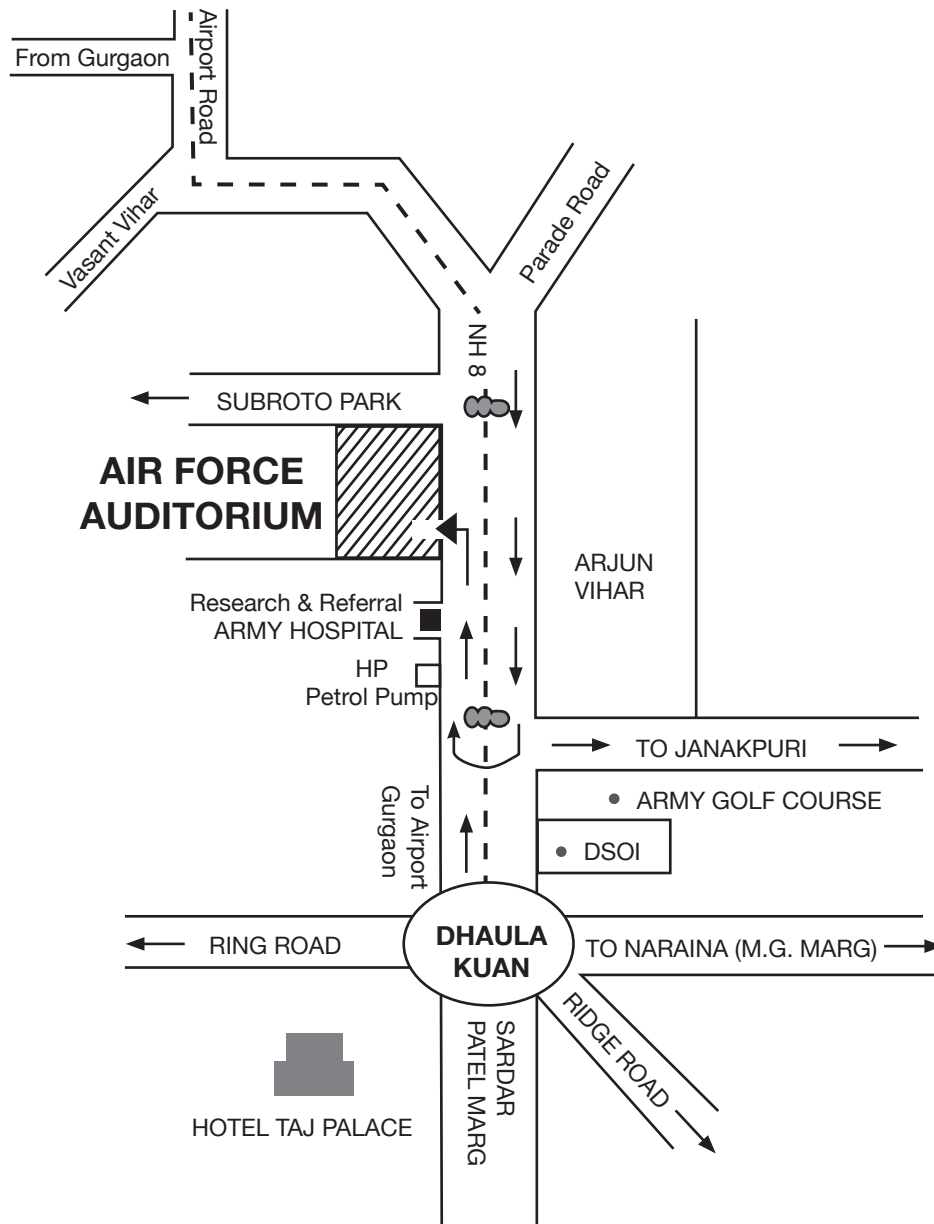 Airport Road
From Gurgaon
Vasant Vihar
Parade Road
NH 8
SUBROTO PARK
AIR FORCE
AUDITORIUM
ARJUN
VIHAR
Research & Referral
ARMY HOSPITAL
HP
Petrol Pump
TO JANAKPURI
To Airport
Gurgaon
ARMY GOLF COURSE
DSOI
RING ROAD
DHAULA
KUAN
TO NARAINA (M.G. MARG)
RIDGE ROAD
SARDAR
PATEL MARG
HOTEL TAJ PALACE